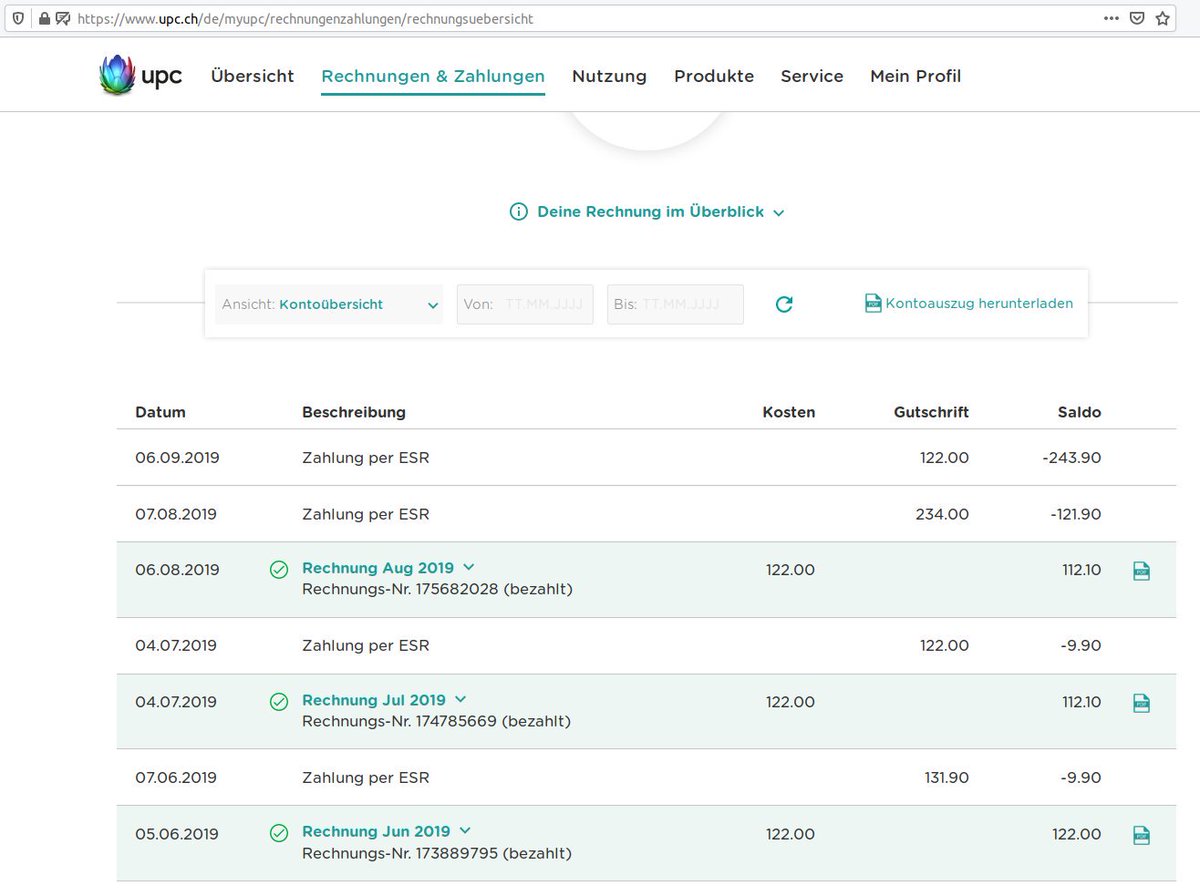 https://www.upc.ch/de/myupc/rechnungenzahlungen/rechnungsuebersicht
upc Übersicht Rechnungen & Zahlungen Nutzung Produkte Service Mein Profil
Deine Rechnung im Überblick
Ansicht: Kontoübersicht Von: TT.MM.JJJJ Bis: TT.MM.JJJJ PDF Kontoauszug herunterladen
Datum Beschreibung Kosten Gutschrift Saldo
06.09.2019 Zahlung per ESR 122.00 -243.90
07.08.2019 Zahlung per ESR 234.00 -121.90
06.08.2019 Rechnung Aug 2019 122.00 112.10 PDF
Rechnungs-Nr. 175682028 (bezahlt)
04.07.2019 Zahlung per ESR 122.00 -9.90
04.07.2019 Rechnung Jul 2019 122.00 112.10 PDF
Rechnungs-Nr. 174785669 (bezahlt)
07.06.2019 Zahlung per ESR 131.90 -9.90
05.06.2019 Rechnung Jun 2019 122.00 122.00 PDF
Rechnungs-Nr. 173889795 (bezahlt)